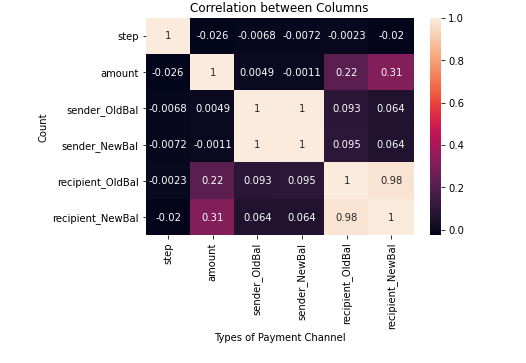 Correlation between Columns
step 1 -0.026 -0.0068 -0.0072 -0.0023 -0.02
amount -0.026 1 0.0049 -0.0011 0.22 0.31
sender_OldBal -0.0068 0.0049 1 1 0.093 0.064
sender_NewBal -0.0072 -0.0011 1 1 0.095 0.064
recipient_OldBal -0.0023 0.22 0.093 0.095 1 0.98
recipient_NewBal -0.02 0.31 0.064 0.064 0.98 1
Count
step amount sender_OldBal sender_NewBal recipient_OldBal recipient_NewBal
Types of Payment Channel
1.0
0.8
0.6
0.4
0.2
0.0